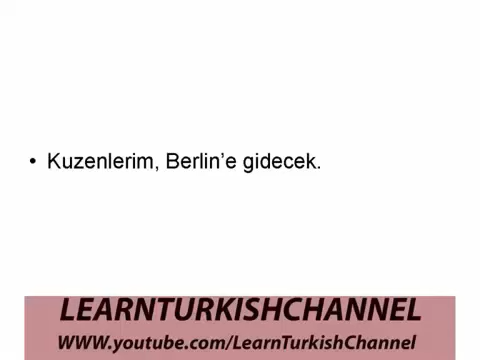 • Kuzenlerim, Berlin’e gidecek.
LEARNTURKISHCHANNEL
WWW.youtube.com/LearnTurkishChannel